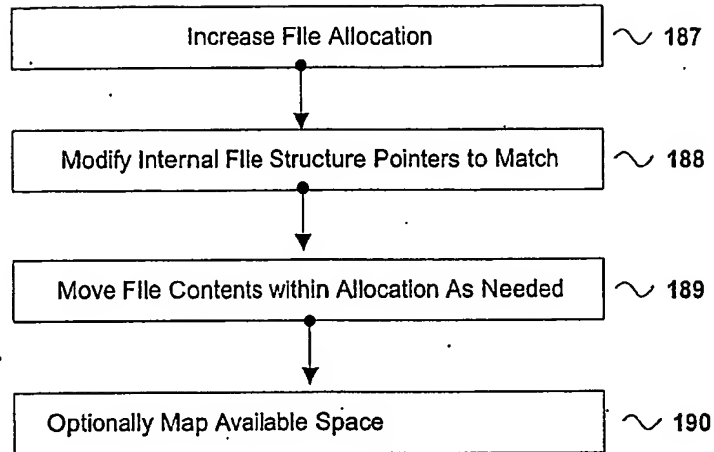 Increase File Allocation 187
Modify Internal File Structure Pointers to Match 188
Move File Contents within Allocation As Needed 189
Optionally Map Available Space 190